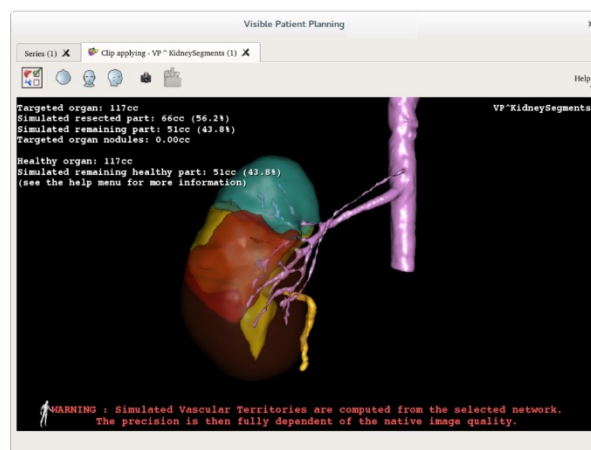 Visible Patient Planning
Series (1) X Clip applying - VP^KidneySegments (1) X
Help
Targeted organ: 117cc
Simulated resected part: 66cc (56.2%)
Simulated remaining part: 51cc (43.8%)
Targeted organ nodules: 0.00cc
VP^KidneySegments
Healthy organ: 117cc
Simulated remaining healthy part: 51cc (43.8%)
(see the help menu for more information)
WARNING : Simulated Vascular Territories are computed from the selected network.
The precision is then fully dependent of the native image quality.